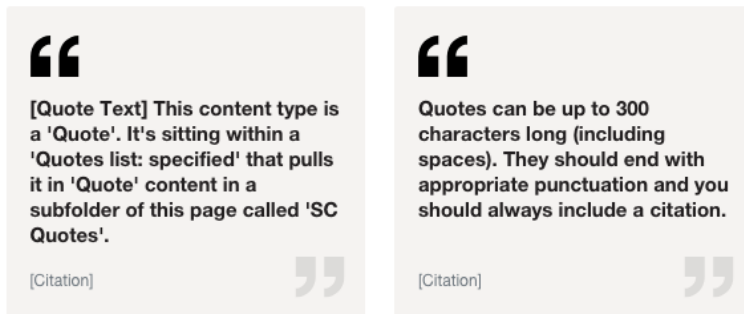 [Quote Text] This content type is
a 'Quote'. It's sitting within a
'Quotes list: specified' that pulls
it in 'Quote' content in a
subfolder of this page called 'SC
Quotes'.
[Citation]
Quotes can be up to 300
characters long (including
spaces). They should end with
appropriate punctuation and you
should always include a citation.
[Citation]